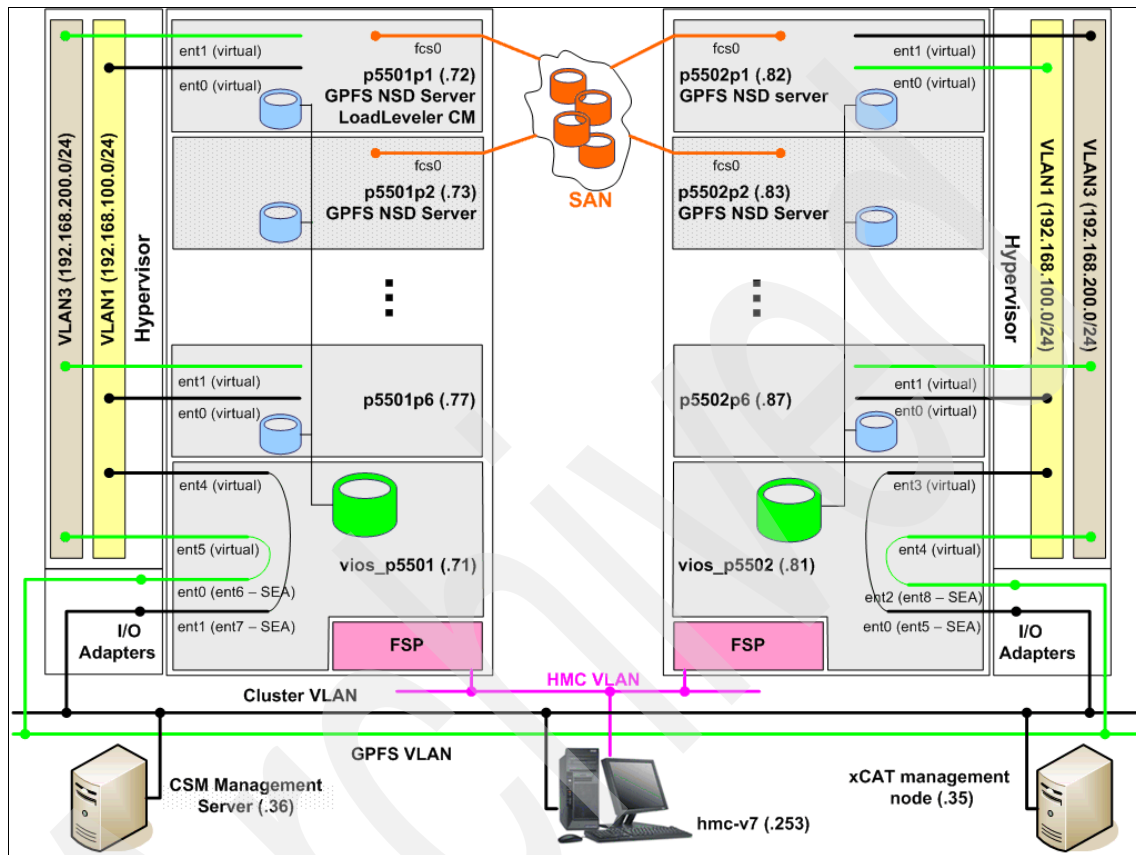 VLAN3 (192.168.200.0/24)
VLAN1 (192.168.100.0/24)
Hypervisor
ent1 (virtual)
ent0 (virtual)
fcs0
p5501p1 (.72)
GPFS NSD Server
LoadLeveler CM
fcs0
p5501p2 (.73)
GPFS NSD Server
ent1 (virtual)
ent0 (virtual)
p5501p6 (.77)
ent4 (virtual)
ent5 (virtual)
ent0 (ent6 – SEA)
ent1 (ent7 – SEA)
vios_p5501 (.71)
I/O
Adapters
FSP
SAN
fcs0
p5502p1 (.82)
GPFS NSD server
ent1 (virtual)
ent0 (virtual)
fcs0
p5502p2 (.83)
GPFS NSD Server
p5502p6 (.87)
ent1 (virtual)
ent0 (virtual)
ent3 (virtual)
ent4 (virtual)
vios_p5502 (.81)
ent2 (ent8 – SEA)
ent0 (ent5 – SEA)
FSP
I/O
Adapters
Hypervisor
VLAN1 (192.168.100.0/24)
VLAN3 (192.168.200.0/24)
HMC VLAN
Cluster VLAN
GPFS VLAN
CSM Management
Server (.36)
hmc-v7 (.253)
xCAT management
node (.35)
Archived